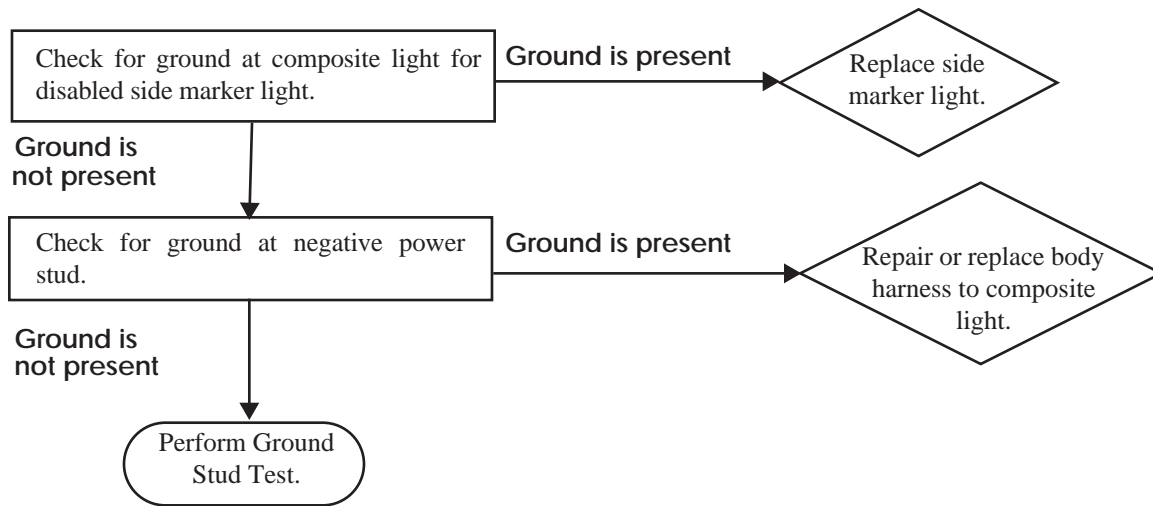 Check for ground at composite light for
disabled side marker light.
Ground is present
Replace side
marker light.
Ground is
not present
Check for ground at negative power
stud.
Ground is present
Repair or replace body
harness to composite
light.
Ground is
not present
Perform Ground
Stud Test.